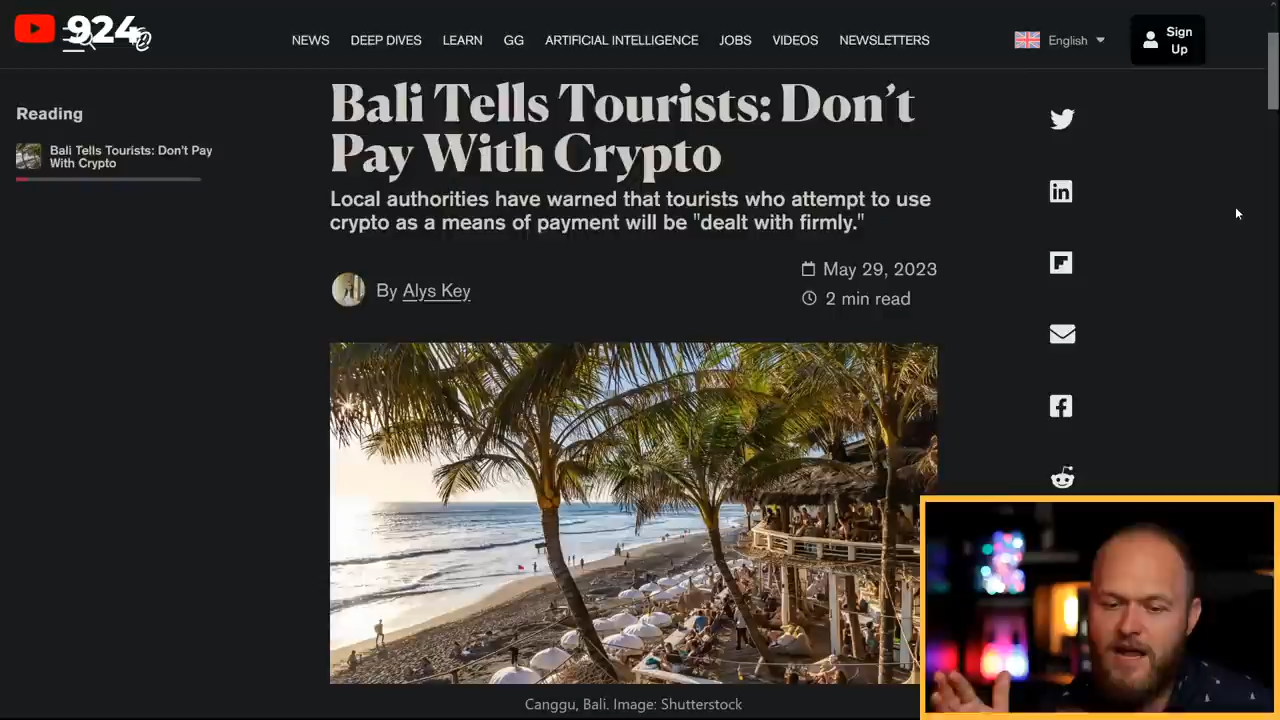 924
NEWS DEEP DIVES LEARN GG ARTIFICIAL INTELLIGENCE JOBS VIDEOS NEWSLETTERS
English
Sign
Up
Reading
Bali Tells Tourists: Don't Pay
With Crypto
Bali Tells Tourists: Don’t
Pay With Crypto
Local authorities have warned that tourists who attempt to use
crypto as a means of payment will be "dealt with firmly."
By Alys Key
May 29, 2023
2 min read
Canggu, Bali. Image: Shutterstock